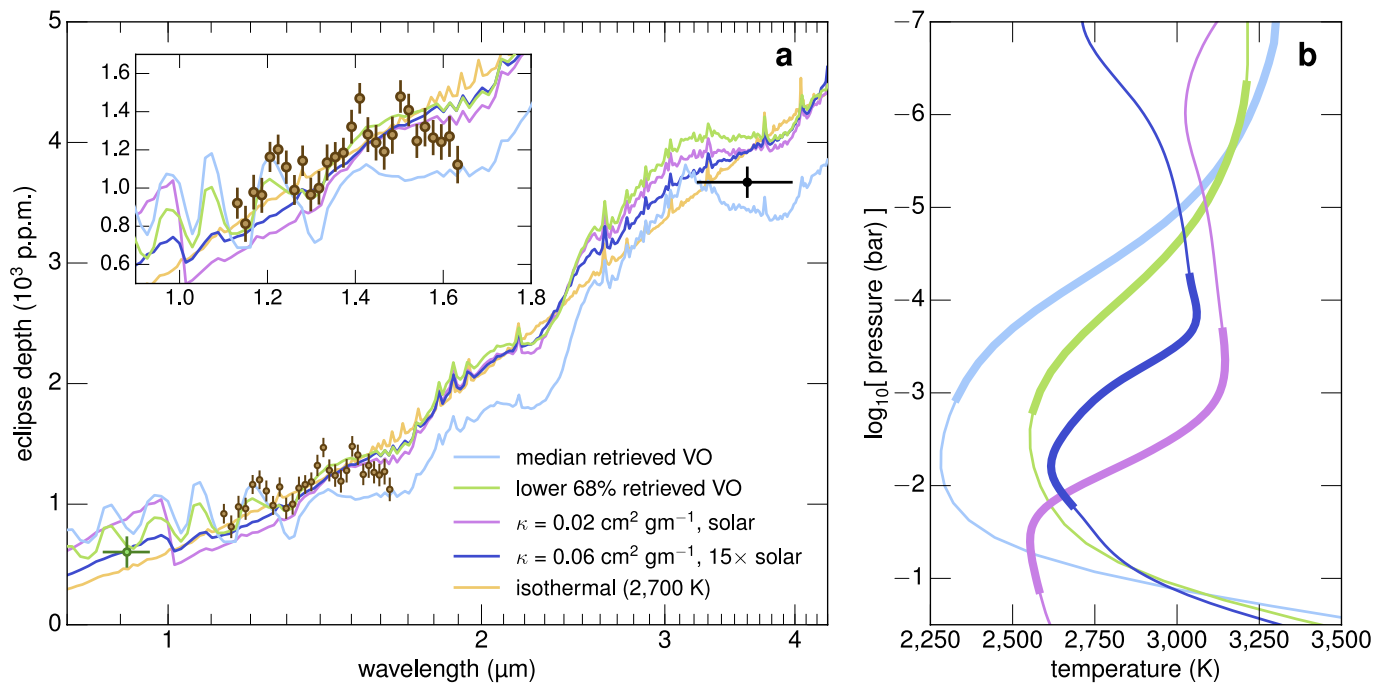 a
b
5
4
3
2
1
0
eclipse depth (10³ p.p.m.)
1.6
1.4
1.2
1.0
0.8
0.6
1.0 1.2 1.4 1.6 1.8
median retrieved VO
lower 68% retrieved VO
κ = 0.02 cm² gm⁻¹, solar
κ = 0.06 cm² gm⁻¹, 15× solar
isothermal (2,700 K)
1 2 3 4
wavelength (μm)
−7
−6
−5
−4
−3
−2
−1
log₁₀[ pressure (bar) ]
2,250 2,500 2,750 3,000 3,250 3,500
temperature (K)